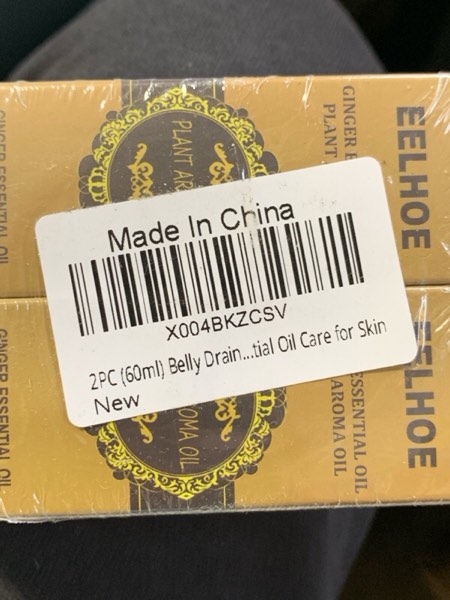 Made In China
X004BKZCSV
2PC (60ml) Belly Drain...tial Oil Care for Skin
New
EELHOE
GINGER
PLANT
PLANT
GINGER ESSENTIAL OIL
EELHOE
ESSENTIAL OIL
AROMA OIL
AROMA OIL
GINGER ESSENTIAL OIL